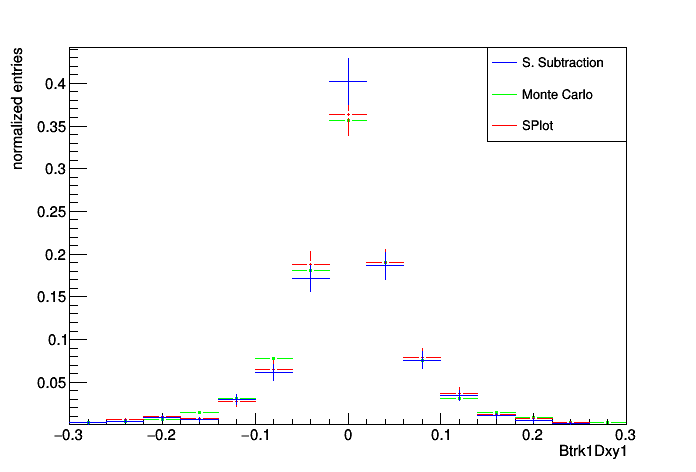 normalized entries
S. Subtraction
Monte Carlo
SPlot
0.4
0.35
0.3
0.25
0.2
0.15
0.1
0.05
−0.3 −0.2 −0.1 0 0.1 0.2 0.3
Btrk1Dxy1